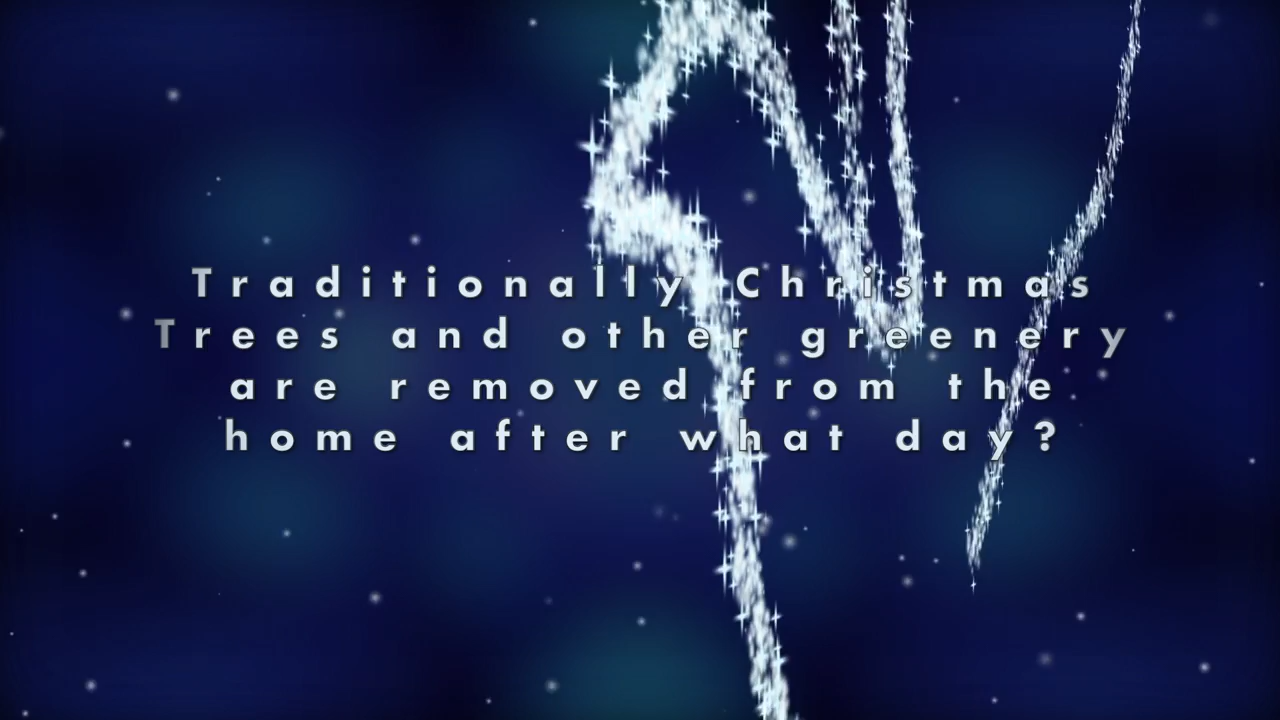 Traditionally Christmas
Trees and other greenery
are removed from the
home after what day?